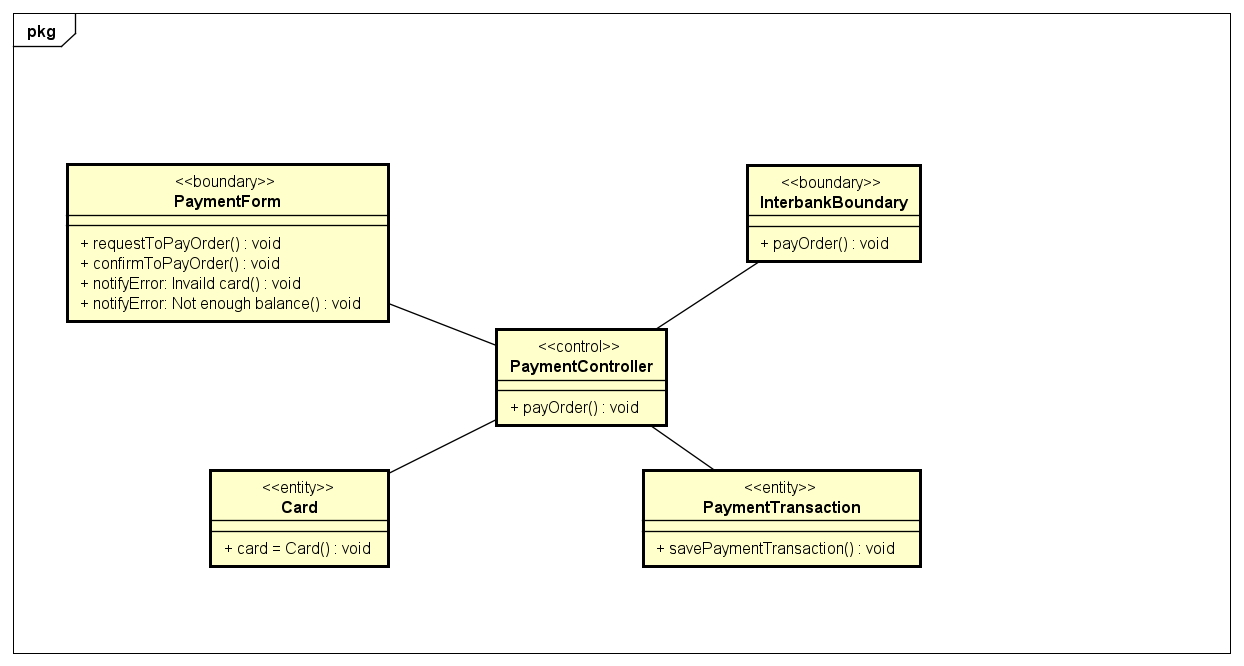 pkg
<<boundary>>
PaymentForm
+ requestToPayOrder() : void
+ confirmToPayOrder() : void
+ notifyError: Invaild card() : void
+ notifyError: Not enough balance() : void
<<boundary>>
InterbankBoundary
+ payOrder() : void
<<control>>
PaymentController
+ payOrder() : void
<<entity>>
Card
+ card = Card() : void
<<entity>>
PaymentTransaction
+ savePaymentTransaction() : void